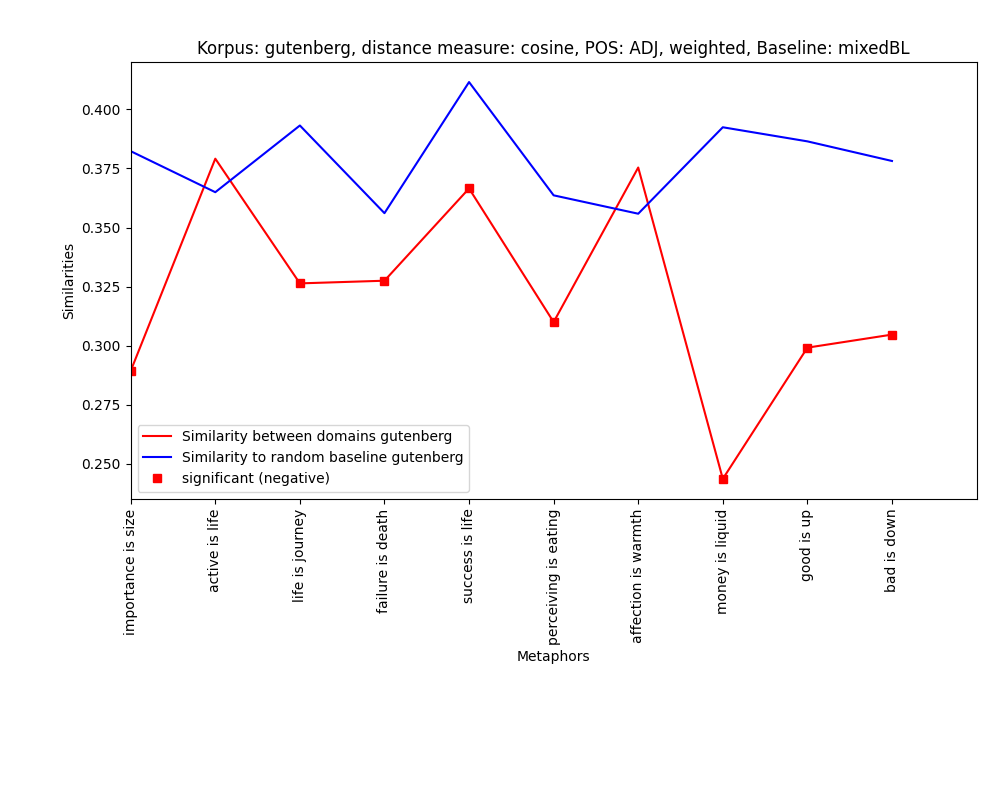 Korpus: gutenberg, distance measure: cosine, POS: ADJ, weighted, Baseline: mixedBL
0.400
0.375
0.350
0.325
0.300
0.275
0.250
Similarities
Similarity between domains gutenberg
Similarity to random baseline gutenberg
significant (negative)
importance is size
active is life
life is journey
failure is death
success is life
perceiving is eating
affection is warmth
money is liquid
good is up
bad is down
Metaphors